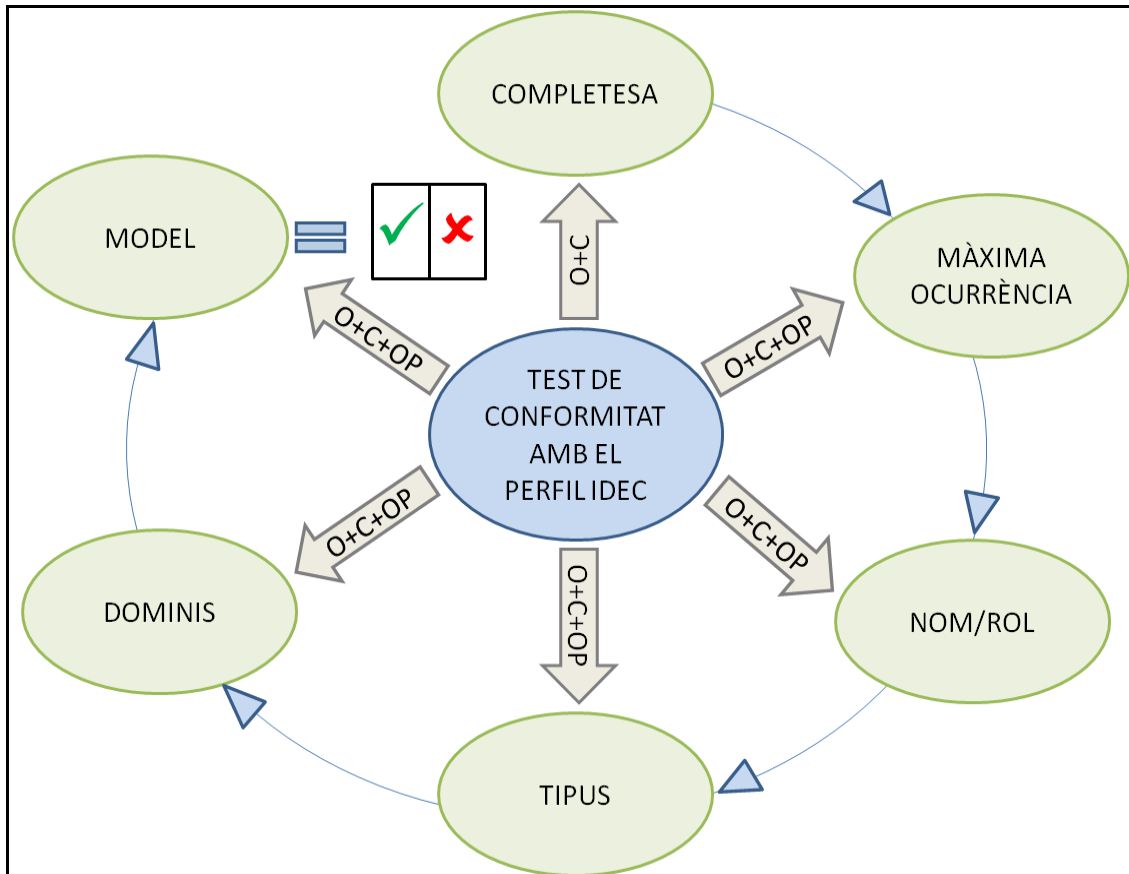 COMPLETESA
MODEL
O+C
MÀXIMA
OCURRÈNCIA
O+C+OP
O+C+OP
TEST DE
CONFORMITAT
AMB EL
PERFIL IDEC
O+C+OP
O+C+OP
O+C+OP
DOMINIS
NOM/ROL
TIPUS